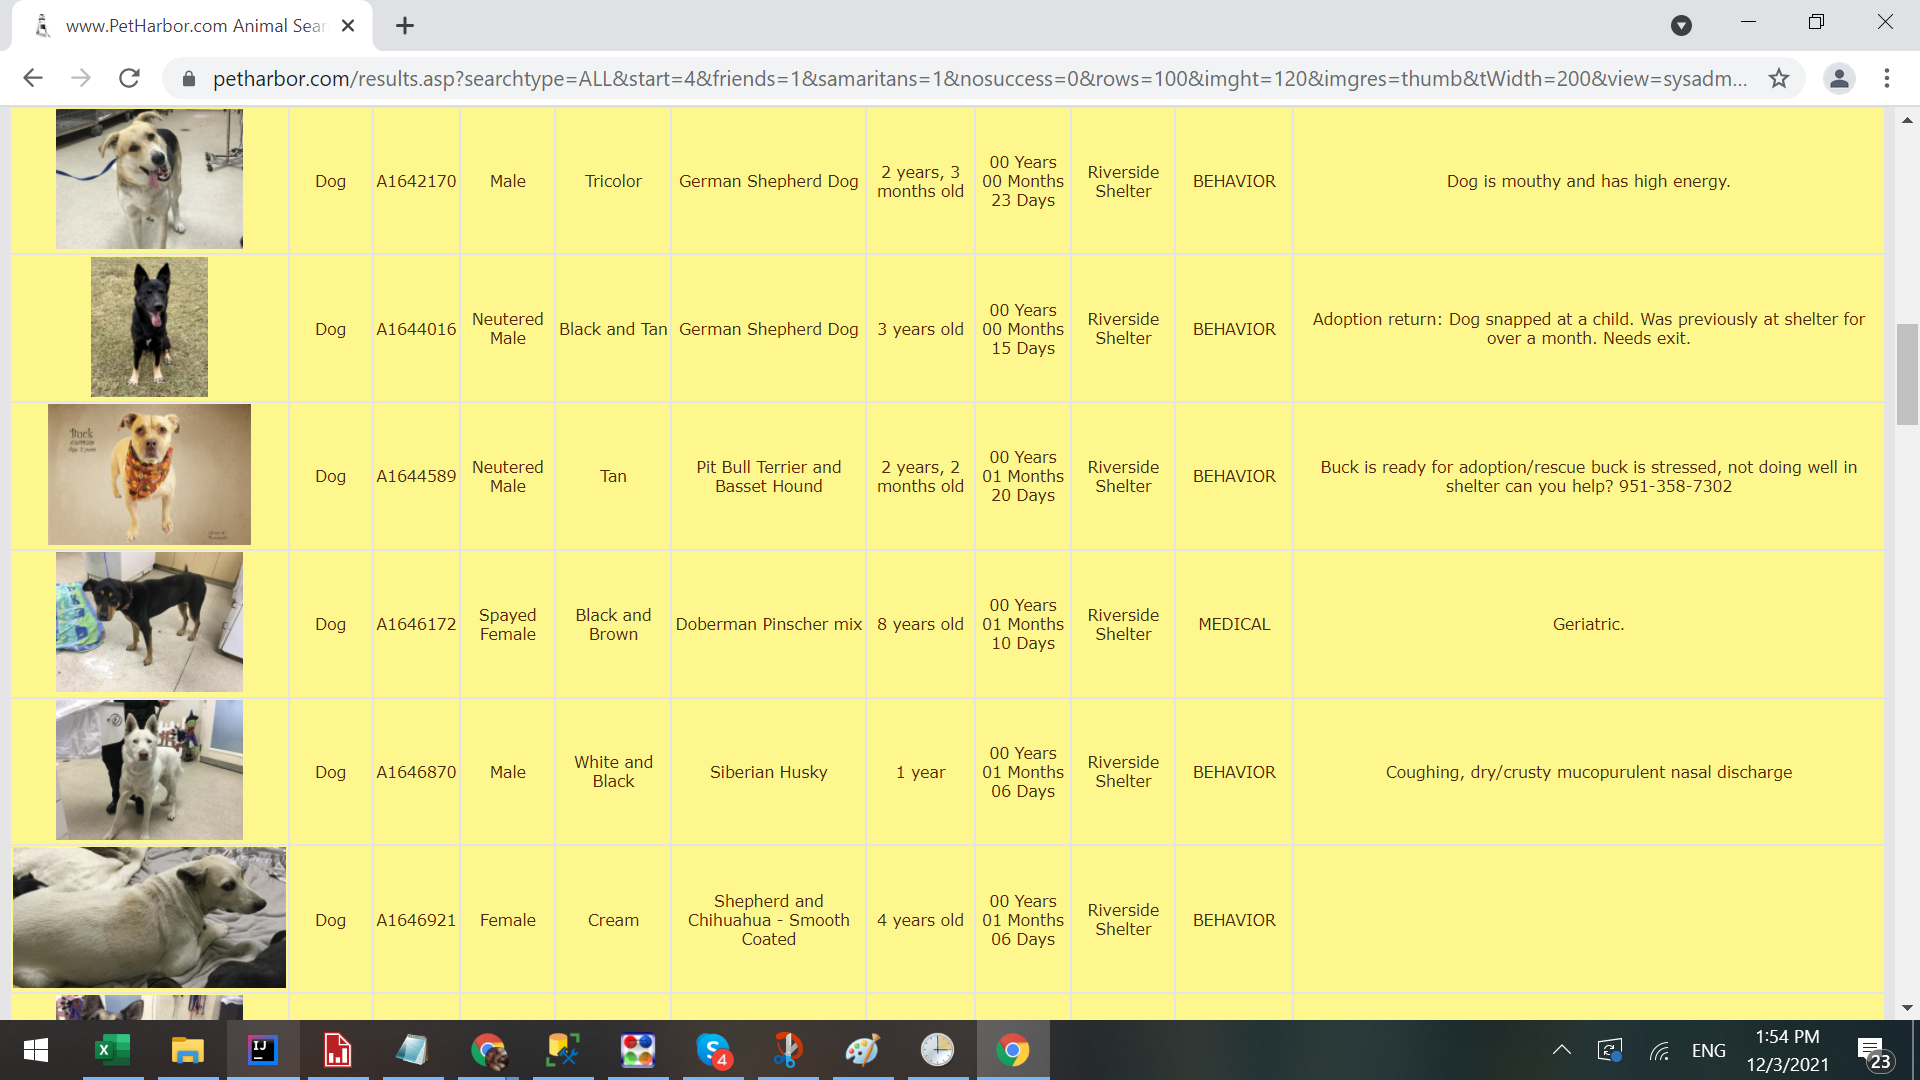 www.PetHarbor.com Animal Sear
petharbor.com/results.asp?searchtype=ALL&start=4&friends=1&samaritans=1&nosuccess=0&rows=100&imght=120&imgres=thumb&tWidth=200&view=sysadm...
Dog
A1642170
Male
Tricolor
German Shepherd Dog
2 years, 3
months old
00 Years
00 Months
23 Days
Riverside
Shelter
BEHAVIOR
Dog is mouthy and has high energy.
Dog
A1644016
Neutered
Male
Black and Tan
German Shepherd Dog
3 years old
00 Years
00 Months
15 Days
Riverside
Shelter
BEHAVIOR
Adoption return: Dog snapped at a child. Was previously at shelter for
over a month. Needs exit.
Buck
Dog
A1644589
Neutered
Male
Tan
Pit Bull Terrier and
Basset Hound
2 years, 2
months old
00 Years
01 Months
20 Days
Riverside
Shelter
BEHAVIOR
Buck is ready for adoption/rescue buck is stressed, not doing well in
shelter can you help? 951-358-7302
Dog
A1646172
Spayed
Female
Black and
Brown
Doberman Pinscher mix
8 years old
00 Years
01 Months
10 Days
Riverside
Shelter
MEDICAL
Geriatric.
Dog
A1646870
Male
White and
Black
Siberian Husky
1 year
00 Years
01 Months
06 Days
Riverside
Shelter
BEHAVIOR
Coughing, dry/crusty mucopurulent nasal discharge
Dog
A1646921
Female
Cream
Shepherd and
Chihuahua - Smooth
Coated
4 years old
00 Years
01 Months
06 Days
Riverside
Shelter
BEHAVIOR
IJ
4
ENG
1:54 PM
12/3/2021
23